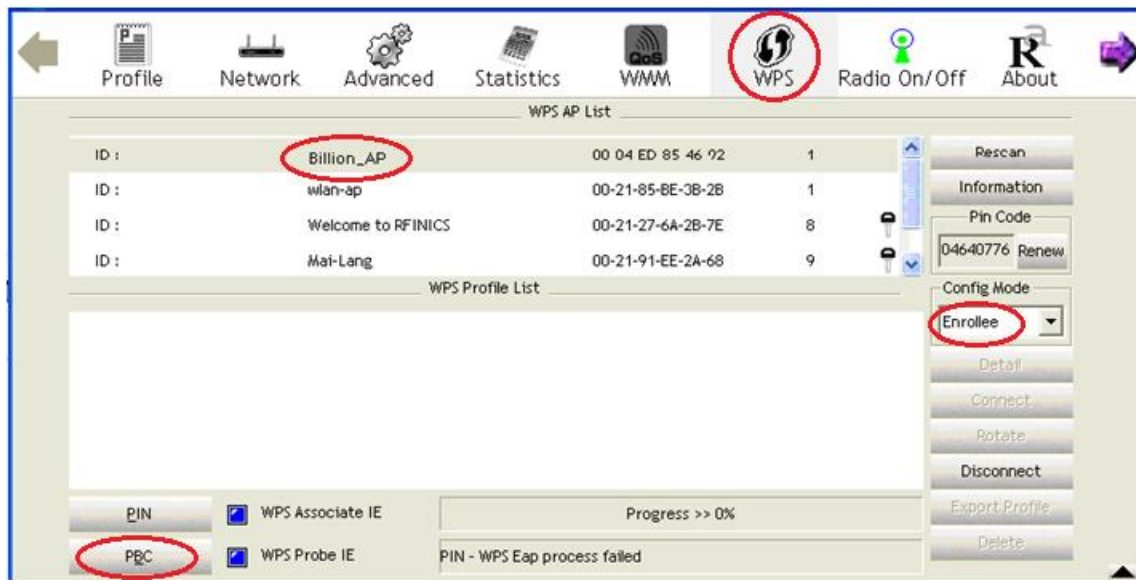 Profile Network Advanced Statistics QoS WMM WPS Radio On/Off About
WPS AP List
ID : Billion_AP 00 04 ED 85 46 92 1
ID : wlan-ap 00-21-85-BE-3B-2B 1
ID : Welcome to RFINICS 00-21-27-6A-2B-7E 8
ID : Mai-Lang 00-21-91-EE-2A-68 9
Rescan
Information
Pin Code
04640776 Renew
WPS Profile List
Config Mode
Enrollee
Detail
Connect
Rotate
Disconnect
Export Profile
Delete
PIN WPS Associate IE Progress >> 0%
PBC WPS Probe IE PIN - WPS Eap process failed